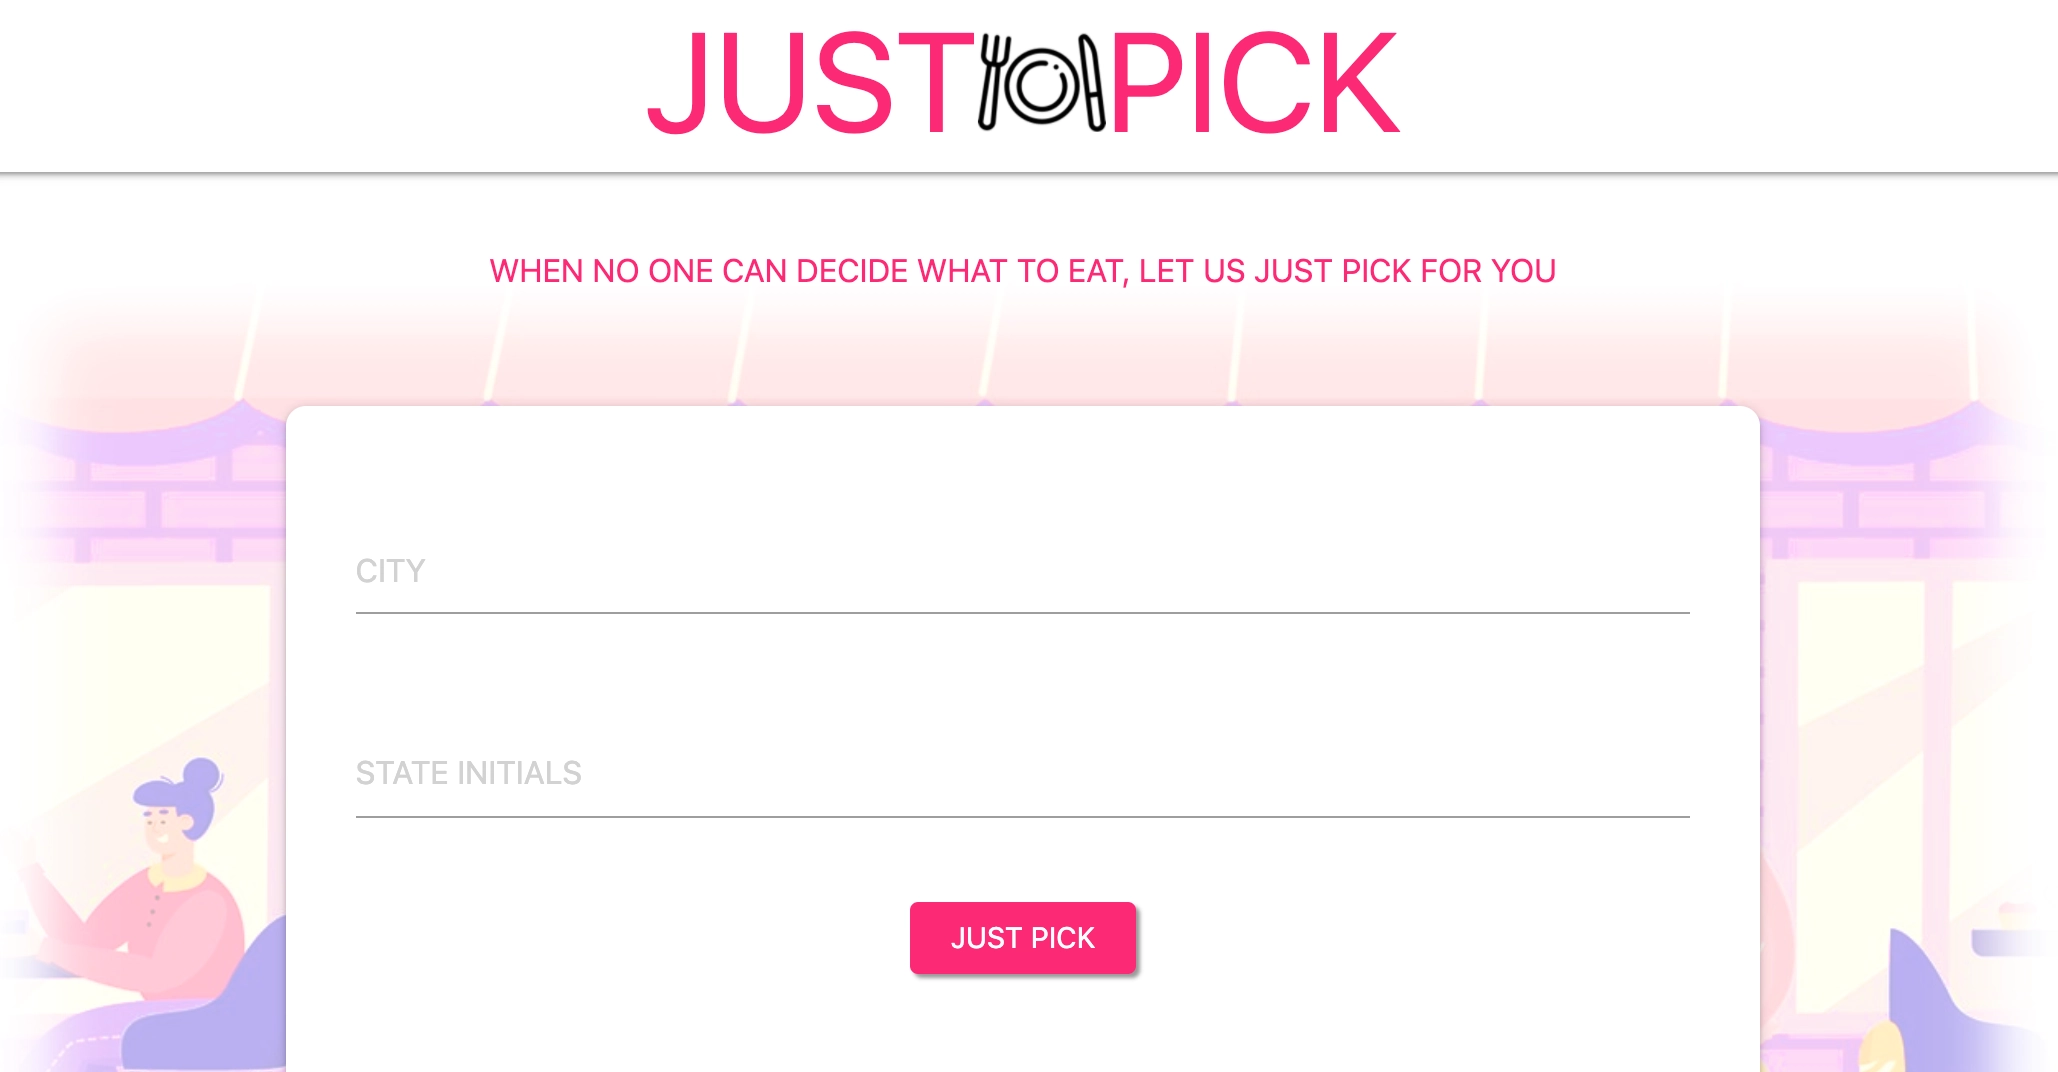 JUST PICK
WHEN NO ONE CAN DECIDE WHAT TO EAT, LET US JUST PICK FOR YOU
CITY
STATE INITIALS
JUST PICK